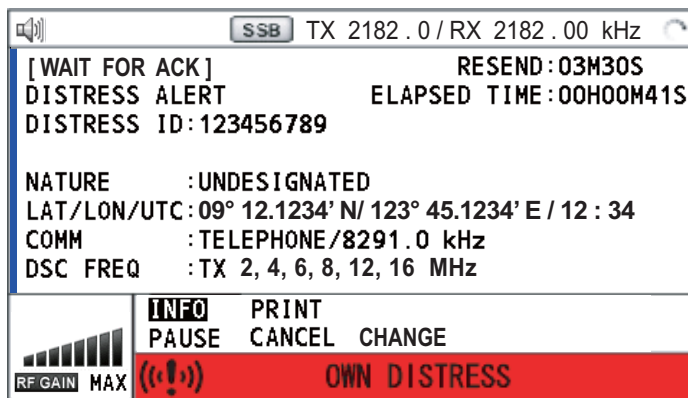 SSB TX 2182 . 0 / RX 2182 . 00 kHz
[ WAIT FOR ACK ] RESEND:03M30S
DISTRESS ALERT ELAPSED TIME:00H00M41S
DISTRESS ID:123456789
NATURE :UNDESIGNATED
LAT/LON/UTC: 09° 12.1234' N/ 123° 45.1234' E / 12 : 34
COMM :TELEPHONE/8291.0 kHz
DSC FREQ :TX 2, 4, 6, 8, 12, 16 MHz
INFO PRINT
PAUSE CANCEL CHANGE
RF GAIN MAX OWN DISTRESS